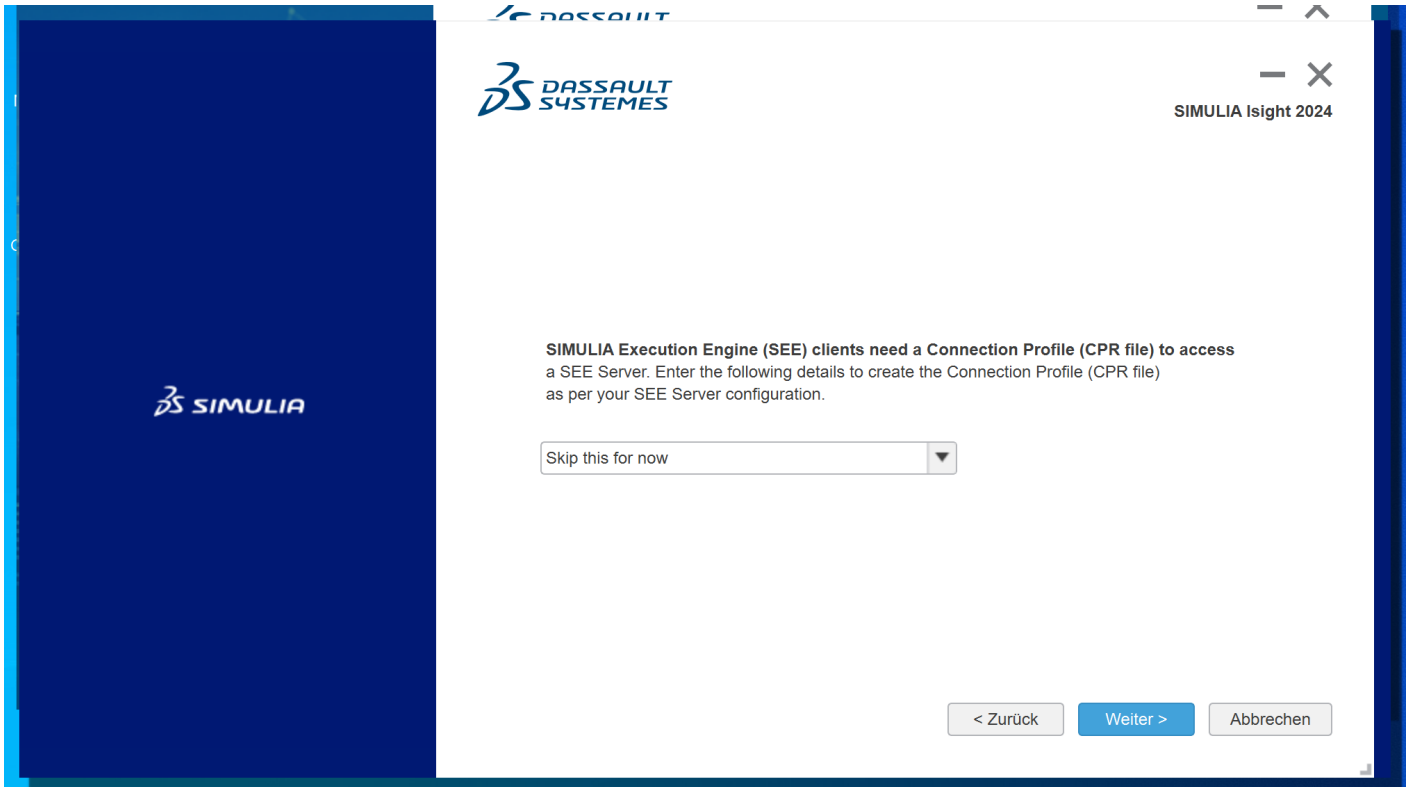 DASSAULT
DASSAULT
SYSTEMES
SIMULIA Isight 2024
SIMULIA Execution Engine (SEE) clients need a Connection Profile (CPR file) to access
a SEE Server. Enter the following details to create the Connection Profile (CPR file)
as per your SEE Server configuration.
SIMULIA
Skip this for now
< Zurück
Weiter >
Abbrechen